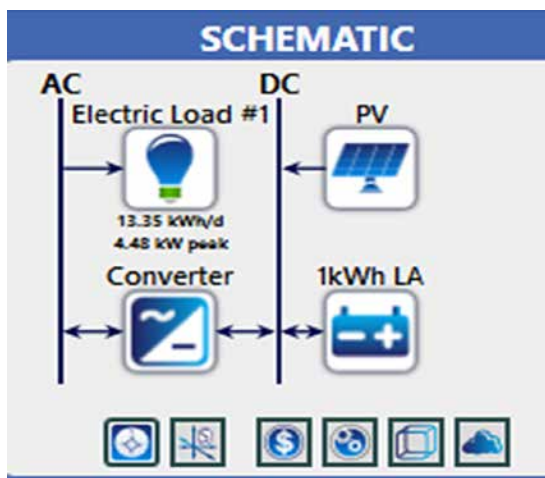 SCHEMATIC
AC DC
Electric Load #1 PV
13.35 kWh/d
4.48 kW peak
Converter 1kWh LA